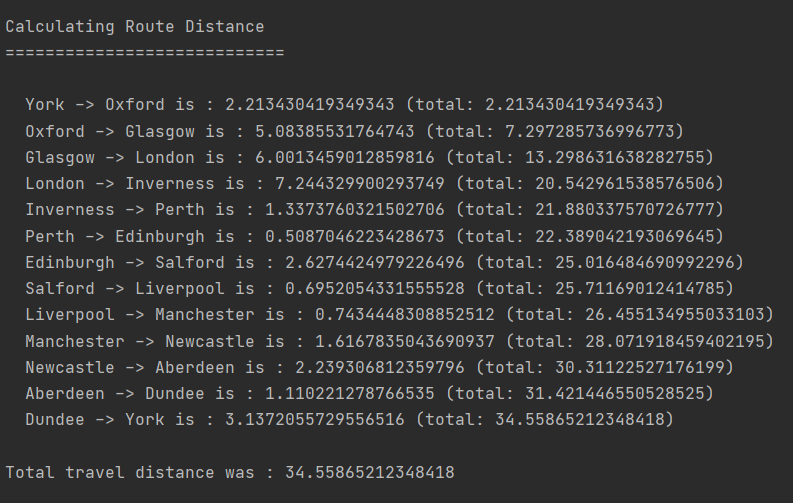 Calculating Route Distance
============================
York -> Oxford is : 2.213430419349343 (total: 2.213430419349343)
Oxford -> Glasgow is : 5.08385531764743 (total: 7.297285736996773)
Glasgow -> London is : 6.0013459012859816 (total: 13.298631638282755)
London -> Inverness is : 7.244329900293749 (total: 20.542961538576506)
Inverness -> Perth is : 1.3373760321502706 (total: 21.880337570726777)
Perth -> Edinburgh is : 0.5087046223428673 (total: 22.389042193069645)
Edinburgh -> Salford is : 2.6274424979226496 (total: 25.016484690992296)
Salford -> Liverpool is : 0.6952054331555528 (total: 25.71169012414785)
Liverpool -> Manchester is : 0.7434448308852512 (total: 26.455134955033103)
Manchester -> Newcastle is : 1.6167835043690937 (total: 28.071918459402195)
Newcastle -> Aberdeen is : 2.239306812359796 (total: 30.31122527176199)
Aberdeen -> Dundee is : 1.110221278766535 (total: 31.421446550528525)
Dundee -> York is : 3.1372055729556516 (total: 34.55865212348418)
Total travel distance was : 34.55865212348418